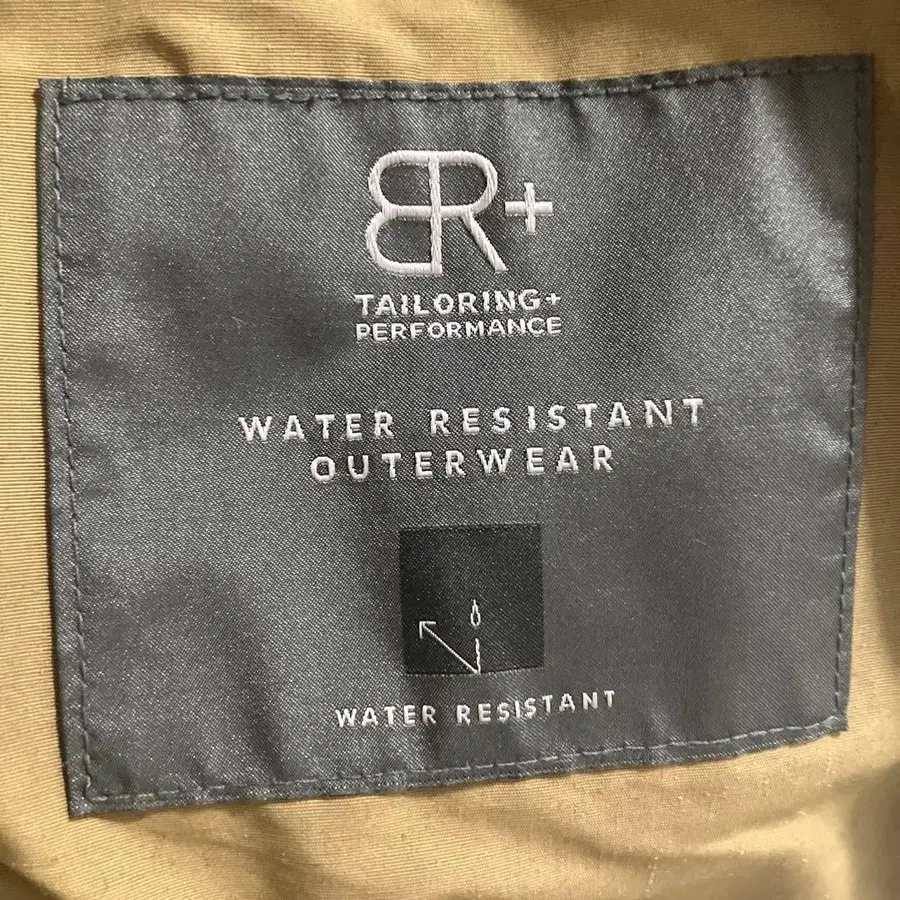 BR+
TAILORING+
PERFORMANCE
WATER RESISTANT
OUTERWEAR
WATER RESISTANT